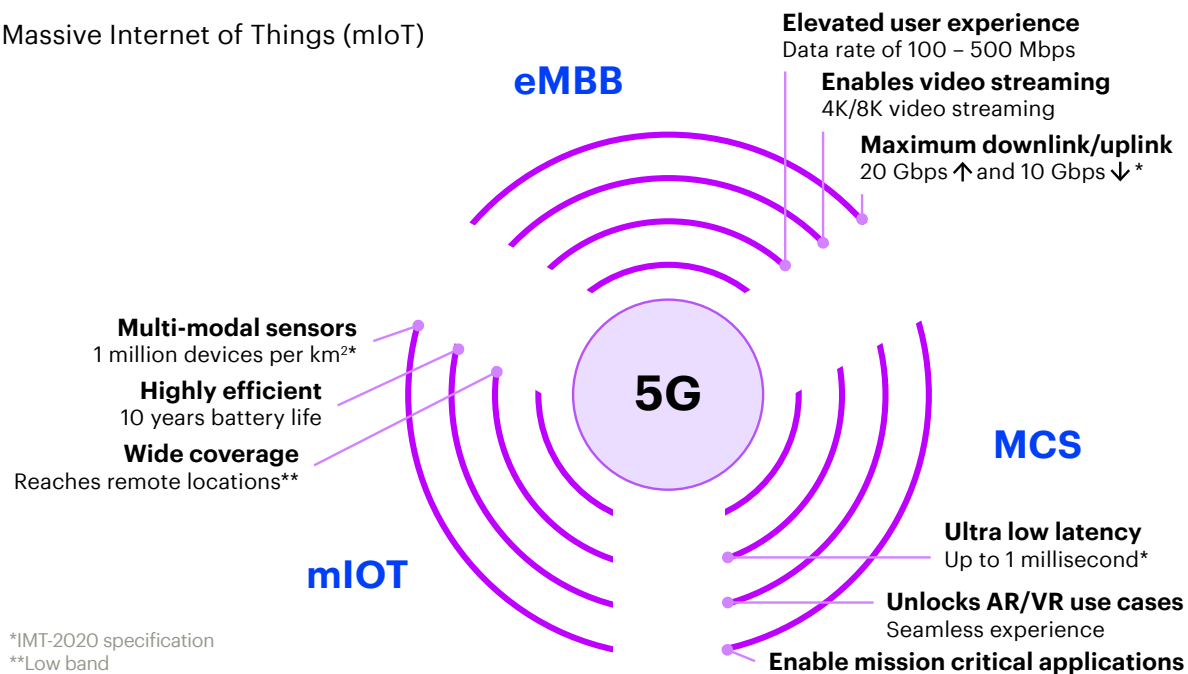 Massive Internet of Things (mIoT)
eMBB
Elevated user experience
Data rate of 100 – 500 Mbps
Enables video streaming
4K/8K video streaming
Maximum downlink/uplink
20 Gbps ↑ and 10 Gbps ↓ *
Multi-modal sensors
1 million devices per km²*
Highly efficient
10 years battery life
Wide coverage
Reaches remote locations**
5G
MCS
mIOT
Ultra low latency
Up to 1 millisecond*
Unlocks AR/VR use cases
Seamless experience
Enable mission critical applications
*IMT-2020 specification
**Low band